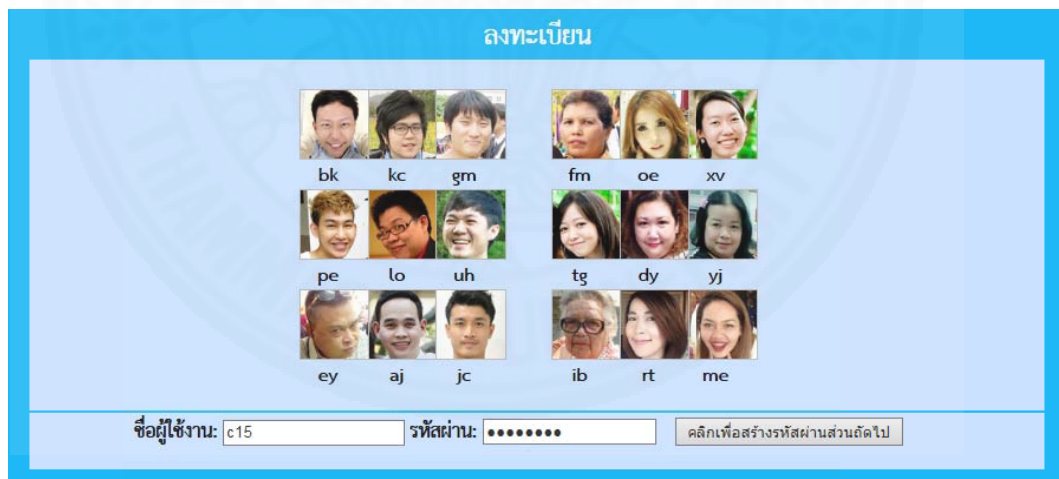 ลงทะเบียน
bk kc gm fm oe xv
pe lo uh tg dy yj
ey aj jc ib rt me
ชื่อผู้ใช้งาน: c15 รหัสผ่าน: ●●●●●●●● คลิกเพื่อสร้างรหัสผ่านส่วนถัดไป